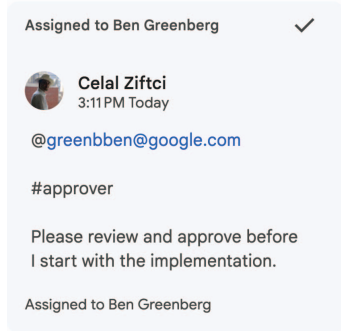 Assigned to Ben Greenberg
Celal Ziftci
3:11 PM Today
@greenbben@google.com
#approver
Please review and approve before
I start with the implementation.
Assigned to Ben Greenberg